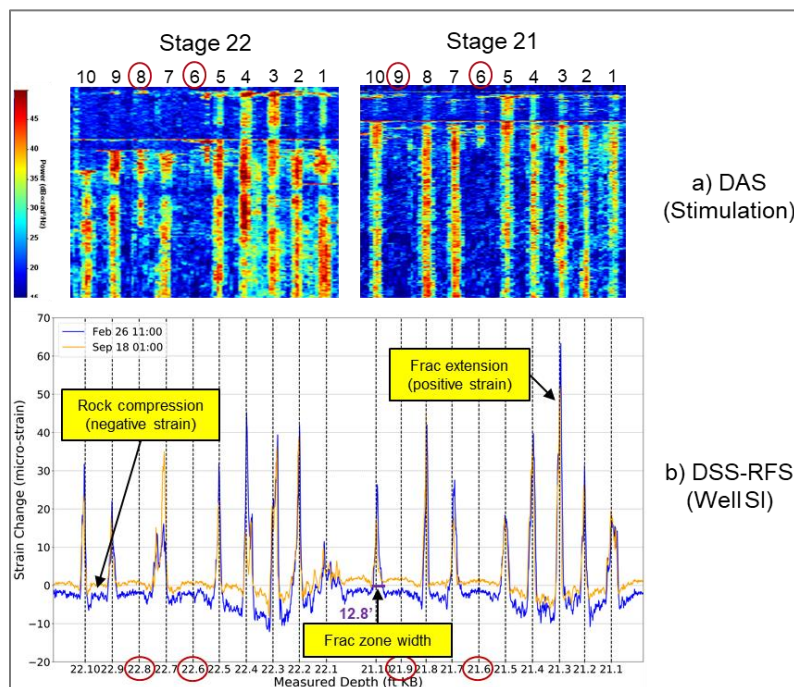 Stage 22
Stage 21
10 9 8 7 6 5 4 3 2 1
10 9 8 7 6 5 4 3 2 1
45
40
35
30
25
20
15
a) DAS
(Stimulation)
70
60
50
40
30
20
10
0
−10
−20
Strain Change (micro-strain)
Feb 26 11:00
Sep 18 01:00
Rock compression
(negative strain)
Frac extension
(positive strain)
12.8'
Frac zone width
b) DSS-RFS
(Well SI)
22.10 22.9 22.8 22.7 22.6 22.5 22.4 22.3 22.2 22.1 21.10 21.9 21.8 21.7 21.6 21.5 21.4 21.3 21.2 21.1
Measured Depth (ft KB)